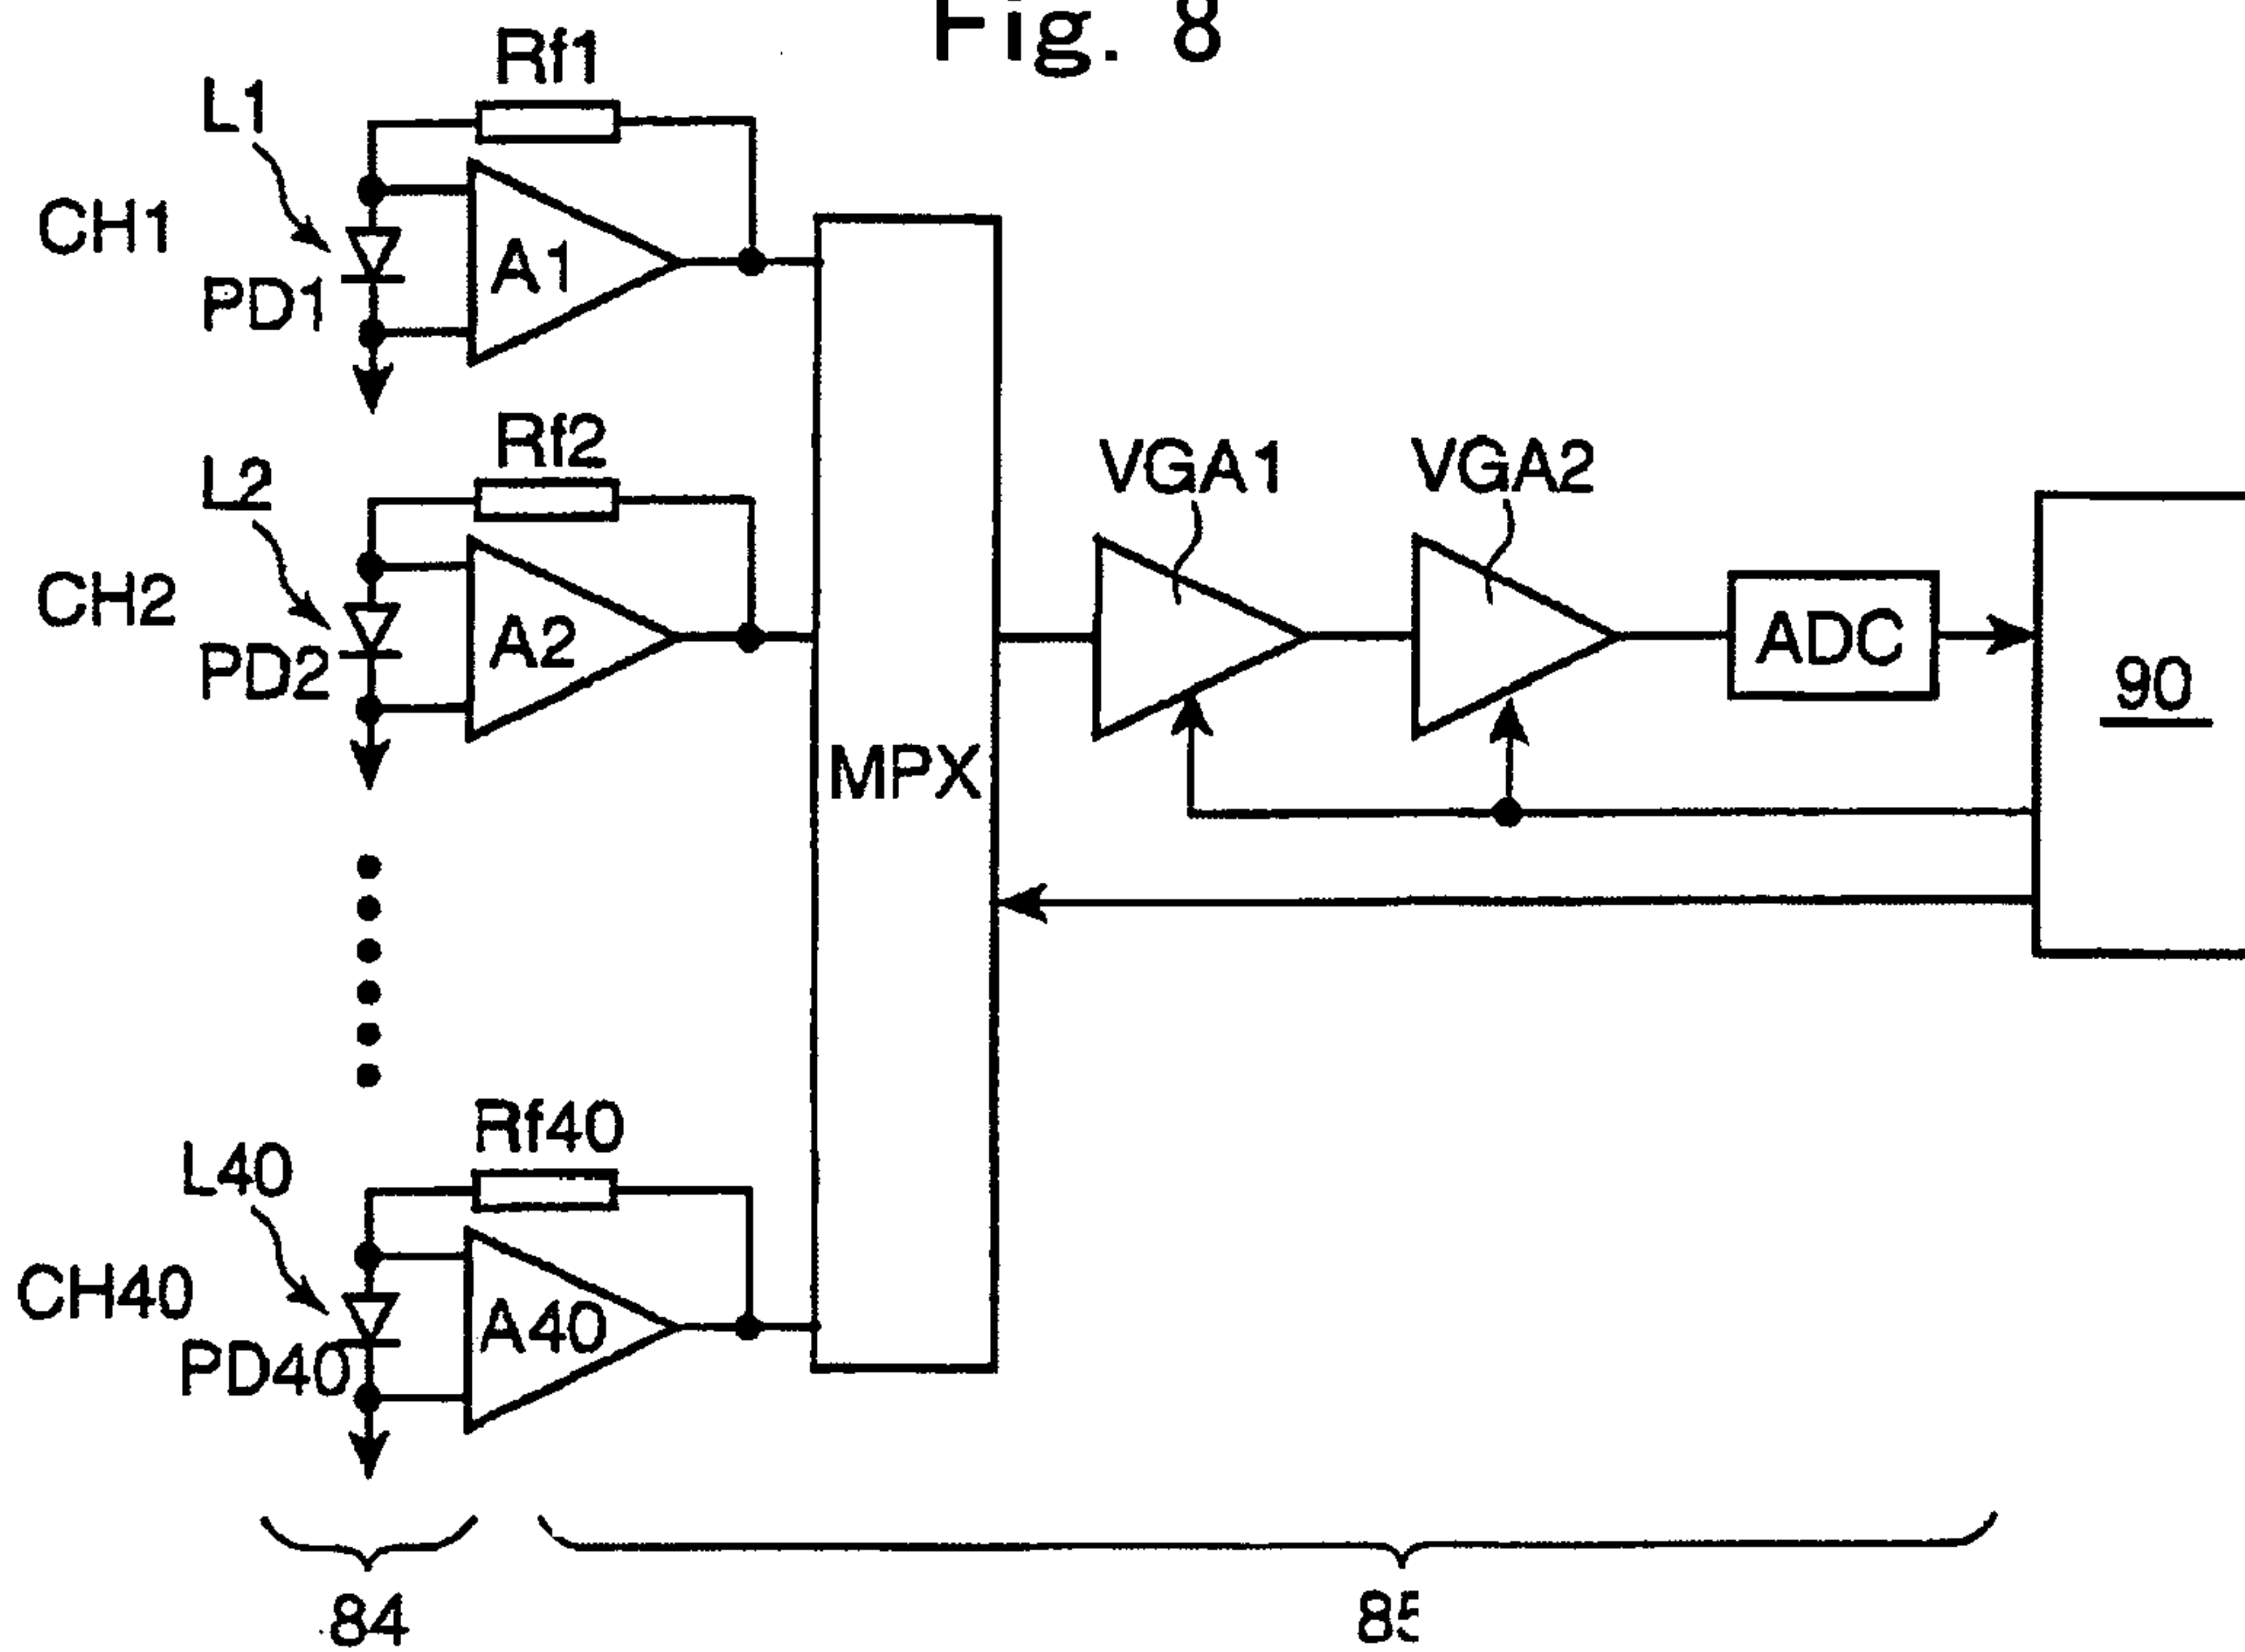 Fig. 8
Rf1
L1
CH1
A1
PD1
Rf2
L2
VGA1
VGA2
CH2
A2
PD2
ADC
90
MPX
Rf40
L40
CH40
A40
PD40
84